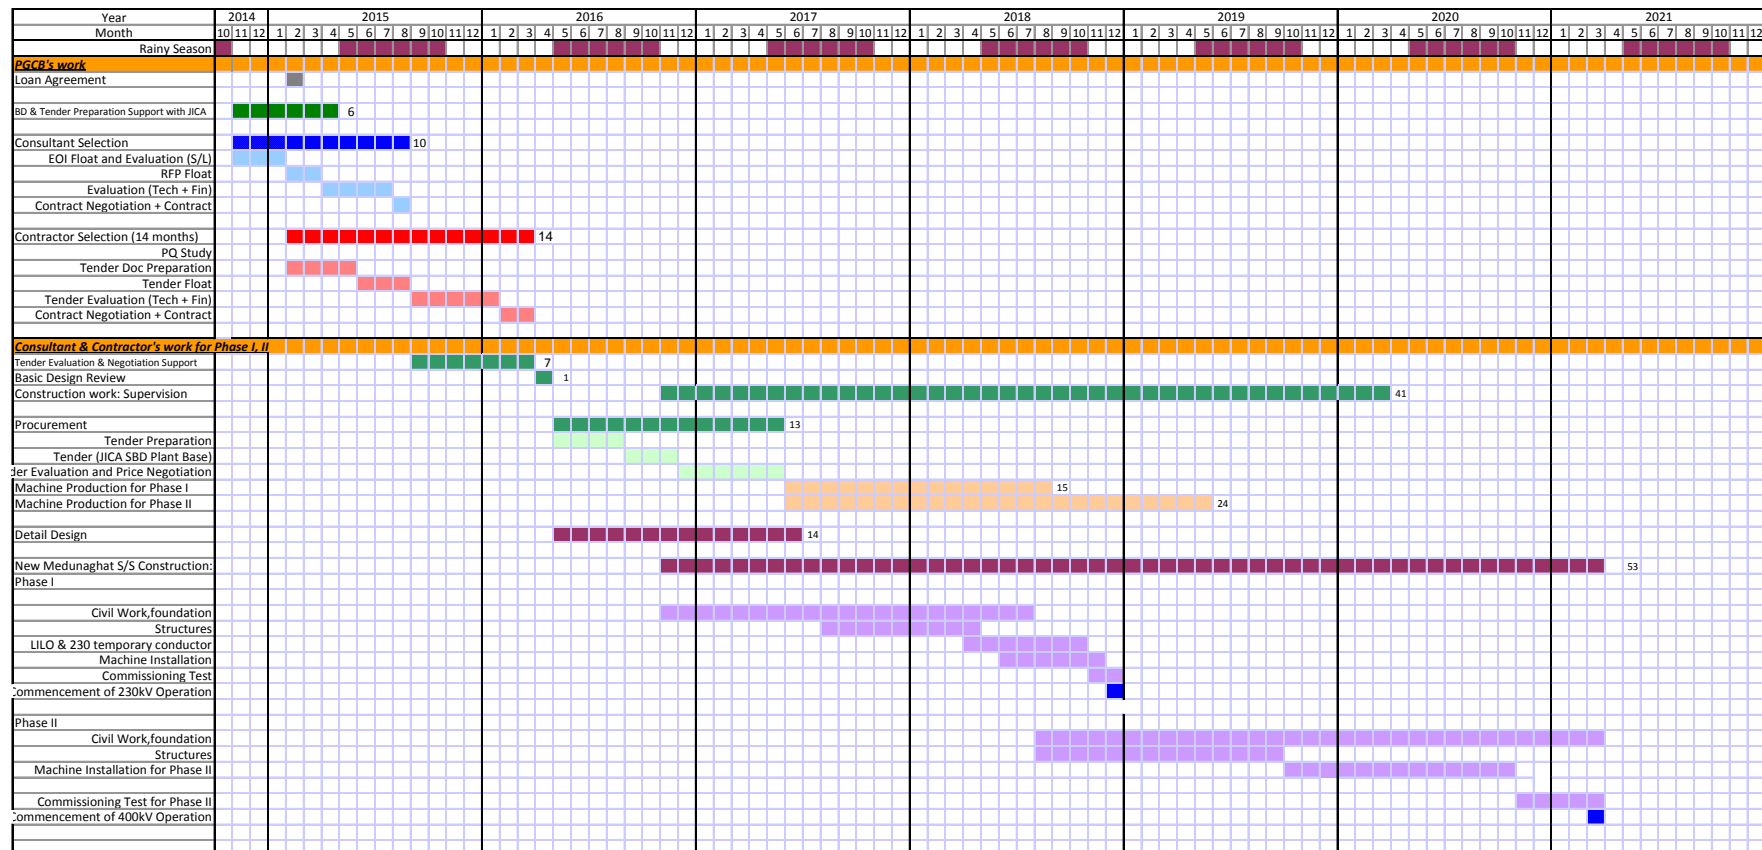 Year 2014 2015 2016 2017 2018 2019 2020 2021
Month 10 11 12 1 2 3 4 5 6 7 8 9 10 11 12 1 2 3 4 5 6 7 8 9 10 11 12 1 2 3 4 5 6 7 8 9 10 11 12 1 2 3 4 5 6 7 8 9 10 11 12 1 2 3 4 5 6 7 8 9 10 11 12 1 2 3 4 5 6 7 8 9 10 11 12 1 2 3 4 5 6 7 8 9 10 11 12
Rainy Season
PGCB's work
Loan Agreement
BD & Tender Preparation Support with JICA 6
Consultant Selection 10
EOI Float and Evaluation (S/L)
RFP Float
Evaluation (Tech + Fin)
Contract Negotiation + Contract
Contractor Selection (14 months) 14
PQ Study
Tender Doc Preparation
Tender Float
Tender Evaluation (Tech + Fin)
Contract Negotiation + Contract
Consultant & Contractor's work for Phase I, II
Tender Evaluation & Negotiation Support 7
Basic Design Review 1
Construction work: Supervision 41
Procurement 13
Tender Preparation
Tender (JICA SBD Plant Base)
der Evaluation and Price Negotiation
Machine Production for Phase I 15
Machine Production for Phase II 24
Detail Design 14
New Medunaghat S/S Construction: 53
Phase I
Civil Work,foundation
Structures
LILO & 230 temporary conductor
Machine Installation
Commissioning Test
Commencement of 230kV Operation
Phase II
Civil Work,foundation
Structures
Machine Installation for Phase II
Commissioning Test for Phase II
Commencement of 400kV Operation